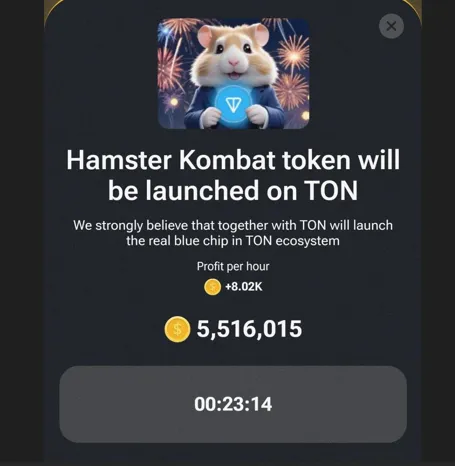 Hamster Kombat token will
be launched on TON
We strongly believe that together with TON will launch
the real blue chip in TON ecosystem
Profit per hour
+8.02K
5,516,015
00:23:14